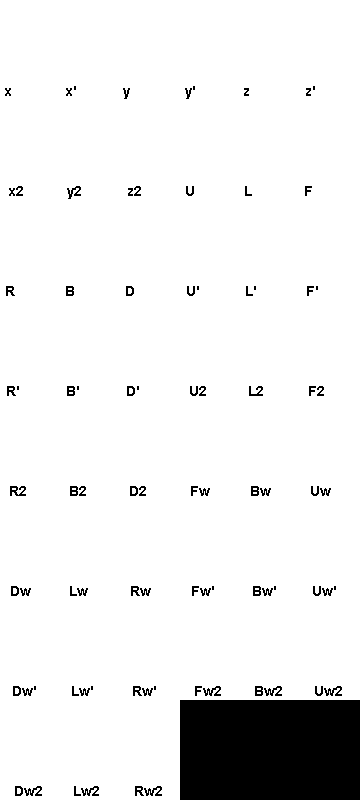 x x' y y' z z'
x2 y2 z2 U L F
R B D U' L' F'
R' B' D' U2 L2 F2
R2 B2 D2 Fw Bw Uw
Dw Lw Rw Fw' Bw' Uw'
Dw' Lw' Rw' Fw2 Bw2 Uw2
Dw2 Lw2 Rw2